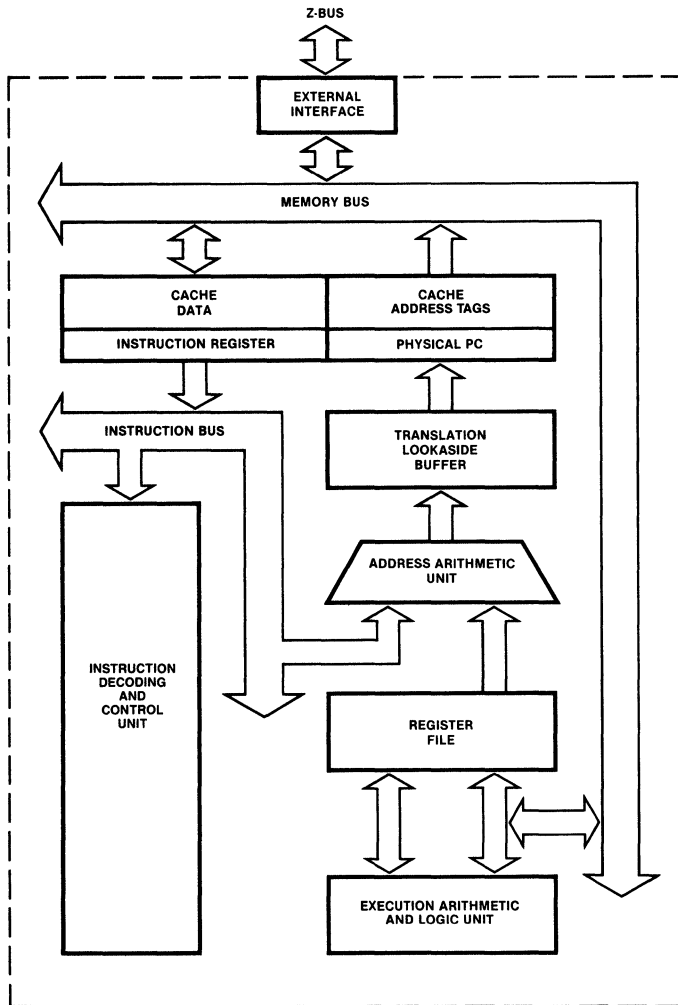 Z-BUS
EXTERNAL
INTERFACE
MEMORY BUS
CACHE
DATA
CACHE
ADDRESS TAGS
INSTRUCTION REGISTER
PHYSICAL PC
INSTRUCTION BUS
TRANSLATION
LOOKASIDE
BUFFER
ADDRESS ARITHMETIC
UNIT
INSTRUCTION
DECODING
AND
CONTROL
UNIT
REGISTER
FILE
EXECUTION ARITHMETIC
AND LOGIC UNIT